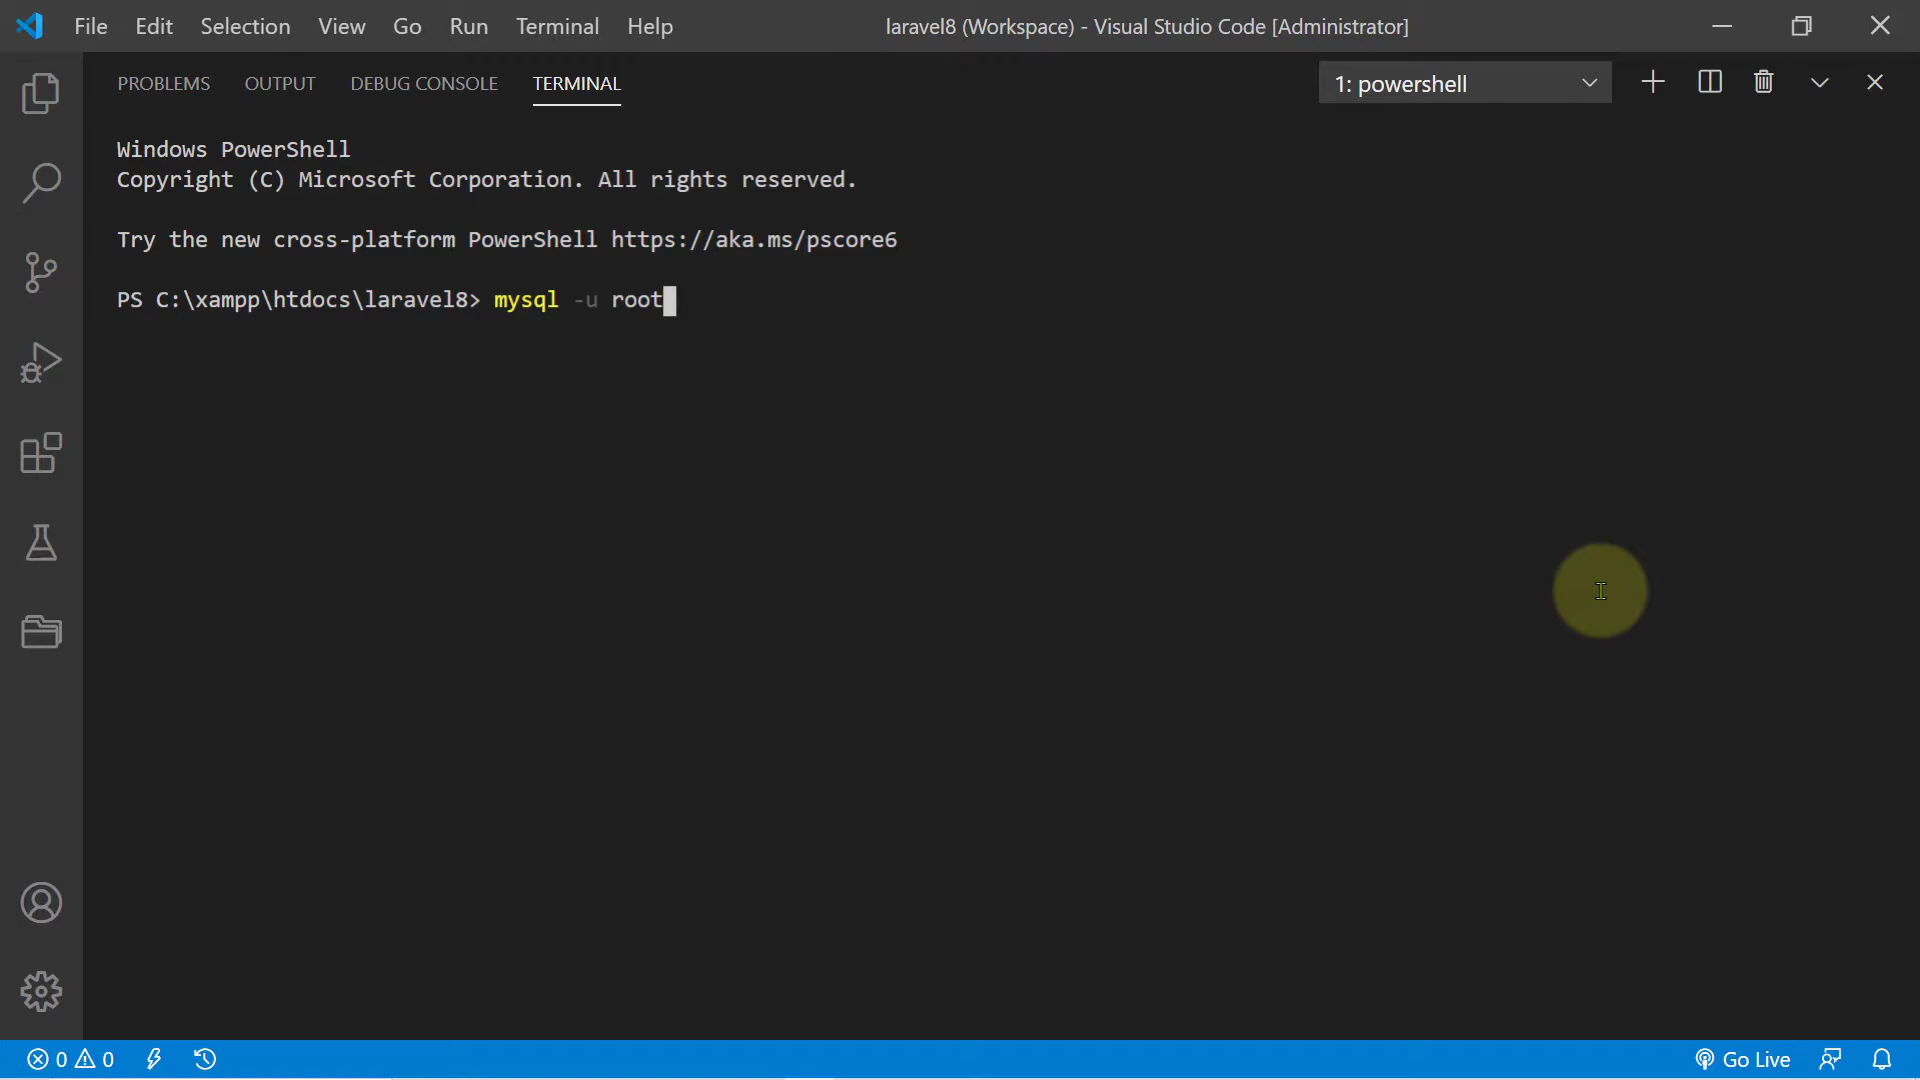 File Edit Selection View Go Run Terminal Help laravel8 (Workspace) - Visual Studio Code [Administrator]
PROBLEMS OUTPUT DEBUG CONSOLE TERMINAL 1: powershell
Windows PowerShell
Copyright (C) Microsoft Corporation. All rights reserved.
Try the new cross-platform PowerShell https://aka.ms/pscore6
PS C:\xampp\htdocs\laravel8> mysql -u root
0 0 Go Live